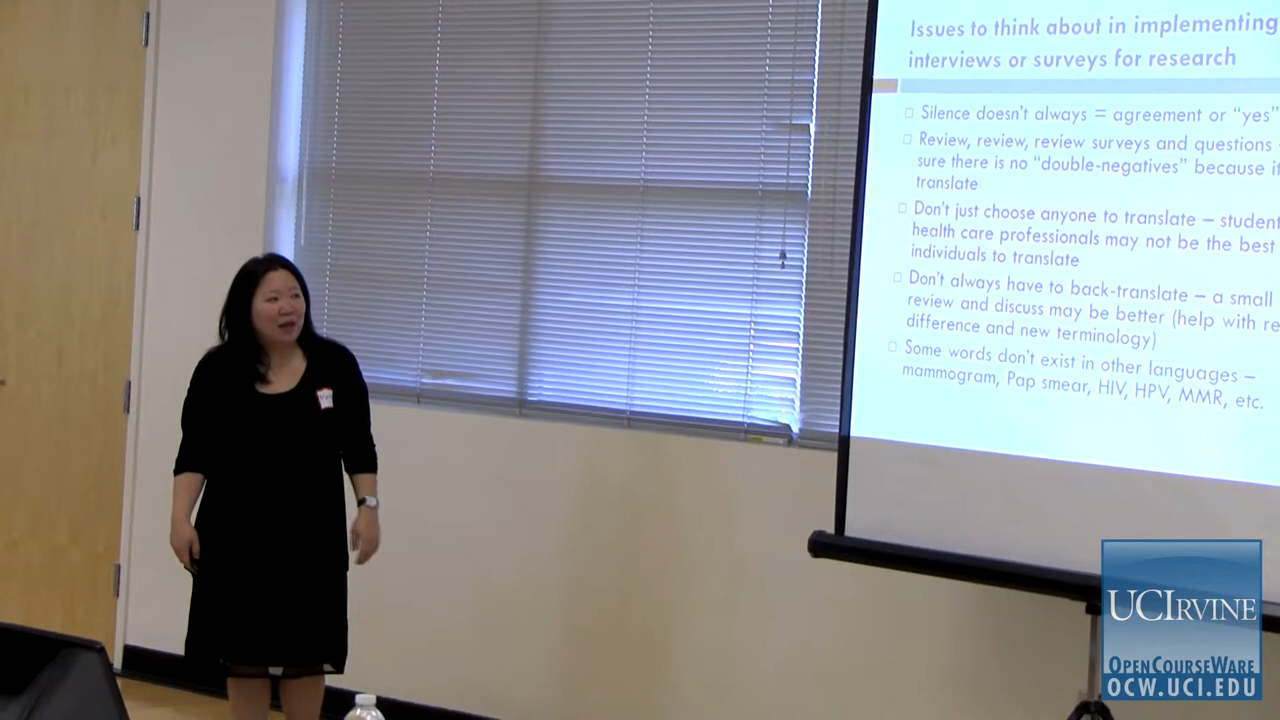 Issues to think about in implementing
interviews or surveys for research
Silence doesn't always = agreement or "yes"
Review, review, review surveys and questions
sure there is no "double-negatives" because
translate
Don't just choose anyone to translate – student
health care professionals may not be the best
individuals to translate
Don't always have to back-translate – a small
review and discuss may be better (help with
difference and new terminology)
Some words don't exist in other languages –
mammogram, Pap smear, HIV, HPV, MMR, etc.
UCIRVINE
OPENCOURSEWARE
OCW.UCI.EDU